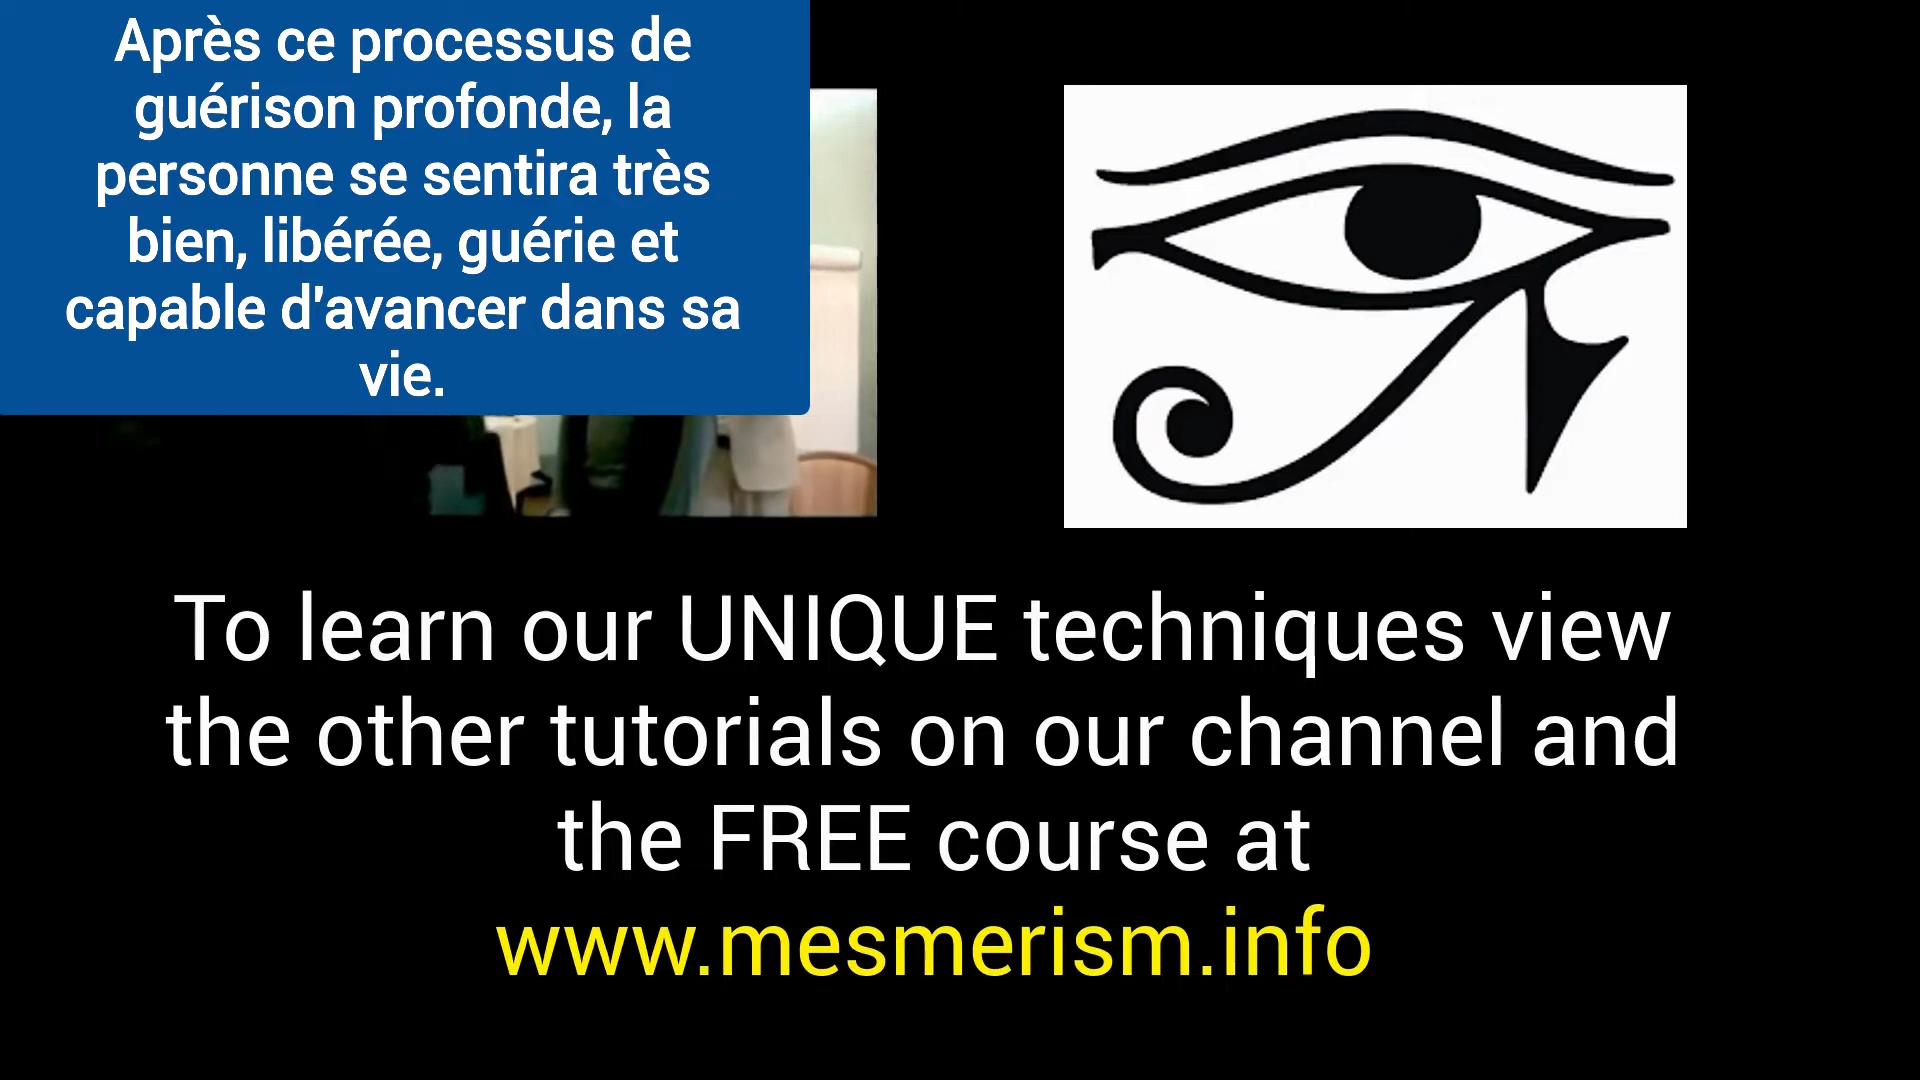 Après ce processus de
guérison profonde, la
personne se sentira très
bien, libérée, guérie et
capable d'avancer dans sa
vie.
To learn our UNIQUE techniques view
the other tutorials on our channel and
the FREE course at
www.mesmerism.info